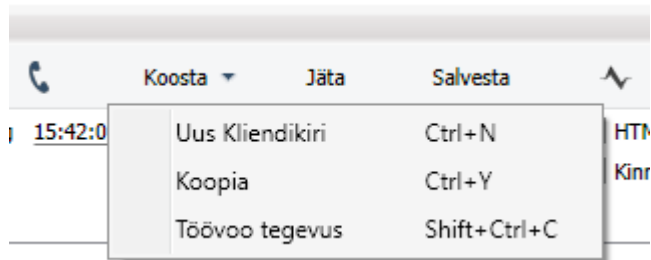 Koosta Jäta Salvesta
15:42:0
Uus Kliendikiri Ctrl+N
Koopia Ctrl+Y
Töövoo tegevus Shift+Ctrl+C